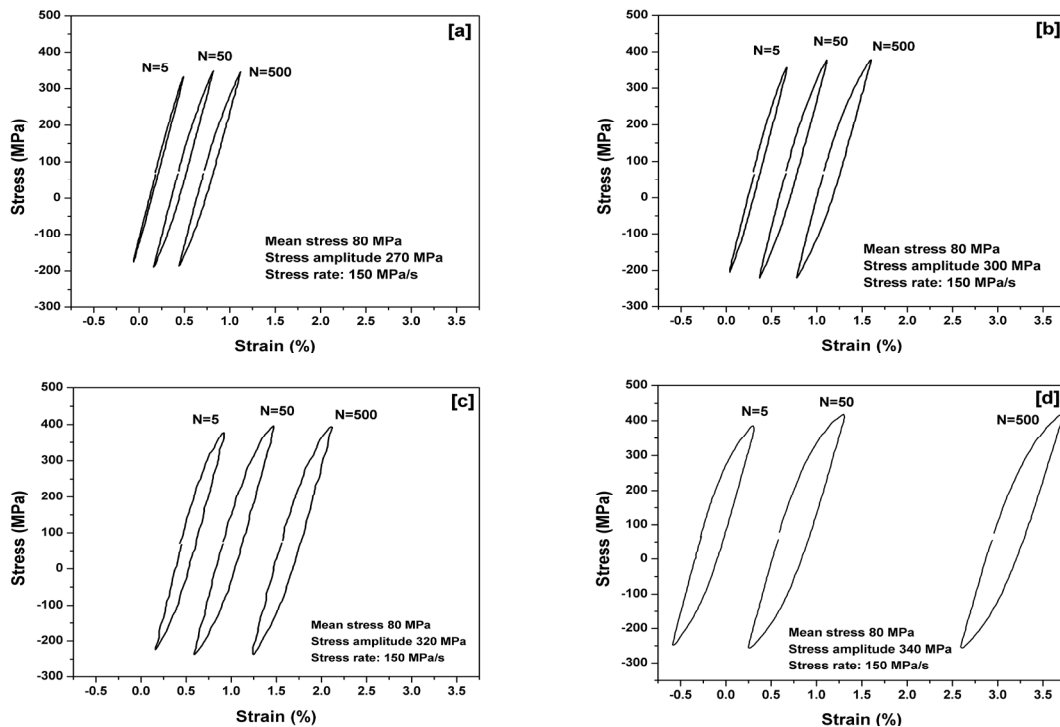 [a]
500
400
300
200
100
0
-100
-200
-300
Stress (MPa)
N=5
N=50
N=500
Mean stress 80 MPa
Stress amplitude 270 MPa
Stress rate: 150 MPa/s
-0.5 0.0 0.5 1.0 1.5 2.0 2.5 3.0 3.5
Strain (%)
[b]
500
400
300
200
100
0
-100
-200
-300
Stress (MPa)
N=5
N=50
N=500
Mean stress 80 MPa
Stress amplitude 300 MPa
Stress rate: 150 MPa/s
-0.5 0.0 0.5 1.0 1.5 2.0 2.5 3.0 3.5
Strain (%)
[c]
500
400
300
200
100
0
-100
-200
-300
Stress (MPa)
N=5
N=50
N=500
Mean stress 80 MPa
Stress amplitude 320 MPa
Stress rate: 150 MPa/s
-0.5 0.0 0.5 1.0 1.5 2.0 2.5 3.0 3.5
Strain (%)
[d]
500
400
300
200
100
0
-100
-200
-300
Stress (MPa)
N=5
N=50
N=500
Mean stress 80 MPa
Stress amplitude 340 MPa
Stress rate: 150 MPa/s
-0.5 0.0 0.5 1.0 1.5 2.0 2.5 3.0 3.5
Strain (%)